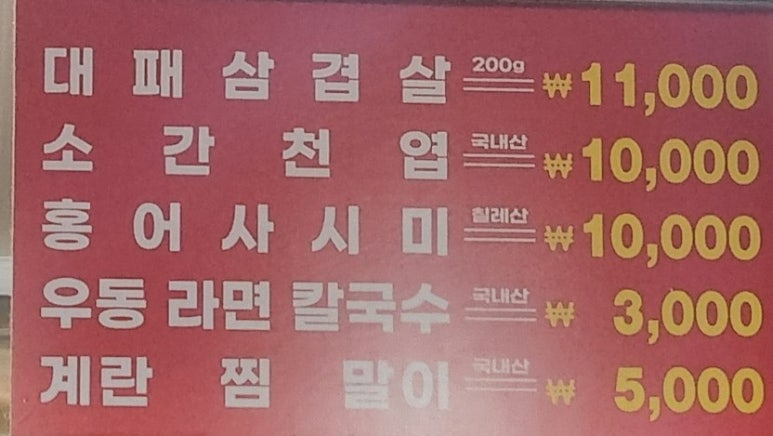 대패삼겹살 200g ₩11,000
소간천엽 국내산 ₩10,000
홍어사시미 칠레산 ₩10,000
우동 라면 칼국수 국내산 ₩3,000
계란 찜 말이 국내산 ₩5,000